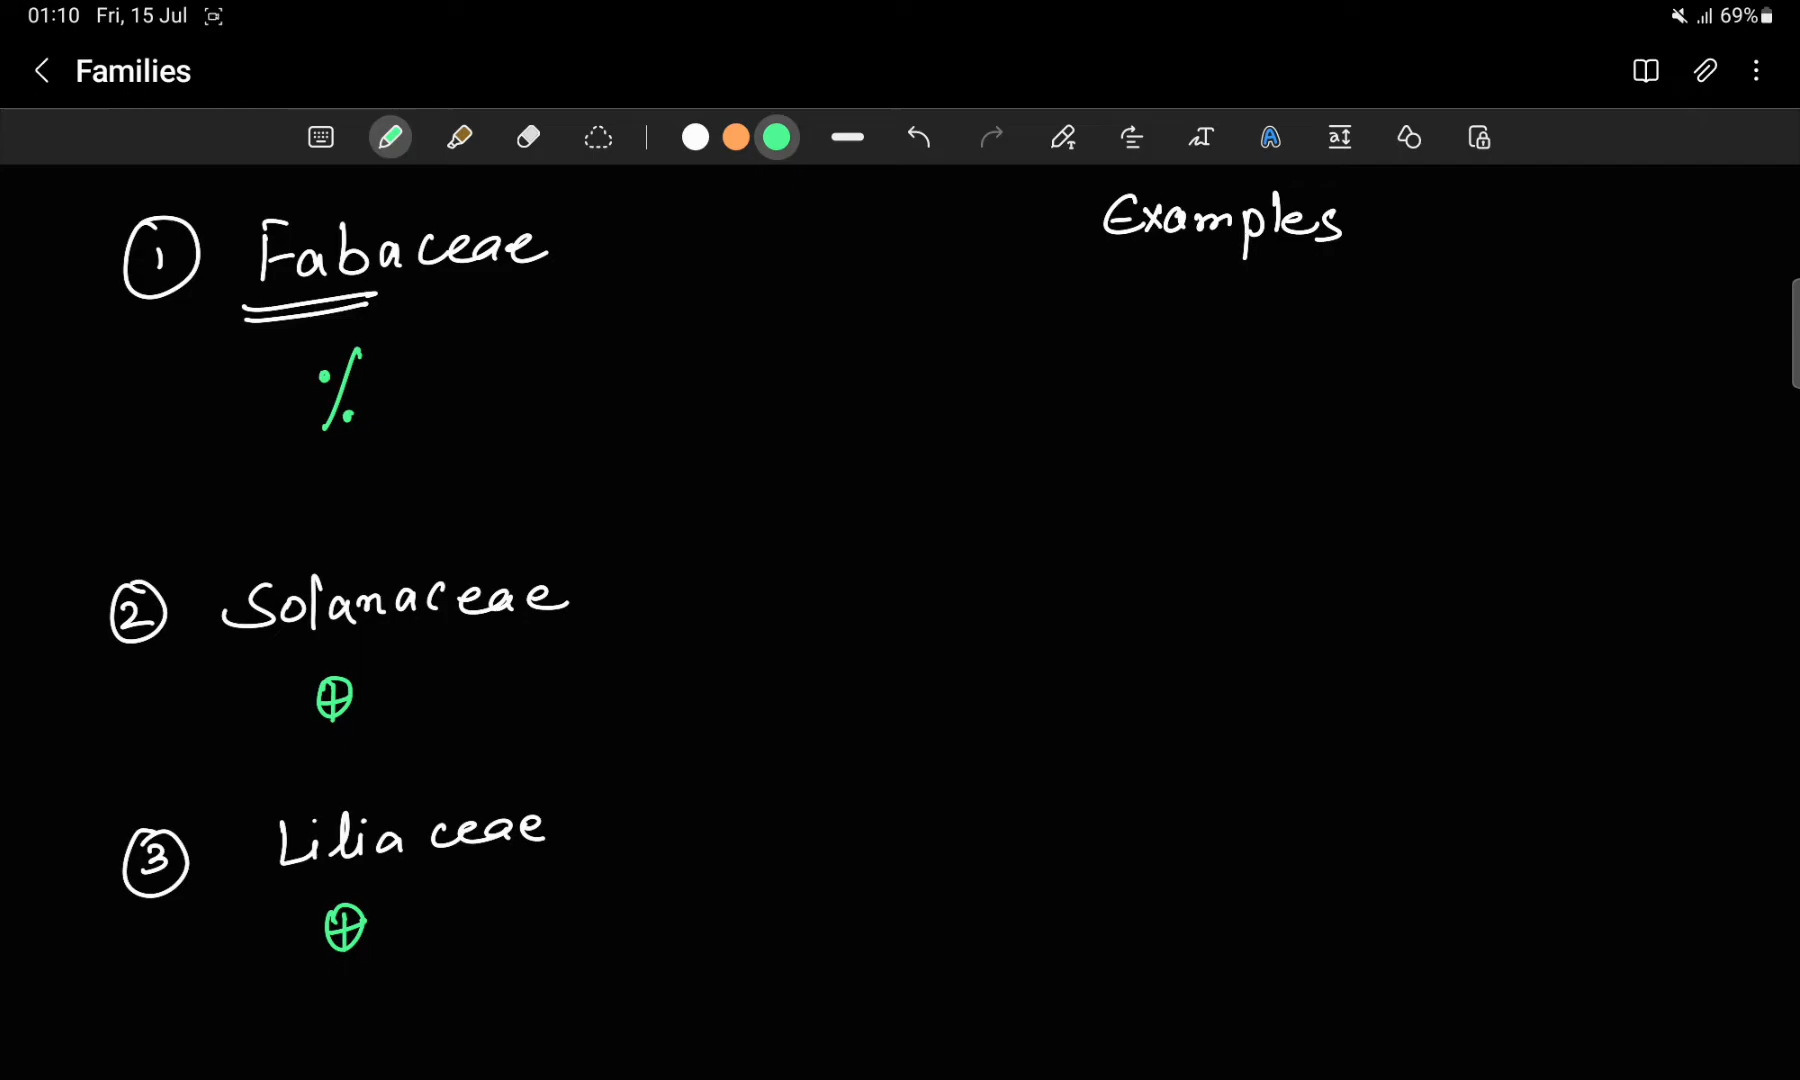 01:10 Fri, 15 Jul 69%
Families
Examples
① Fabaceae
%
② Solanaceae
⊕
③ Liliaceae
⊕